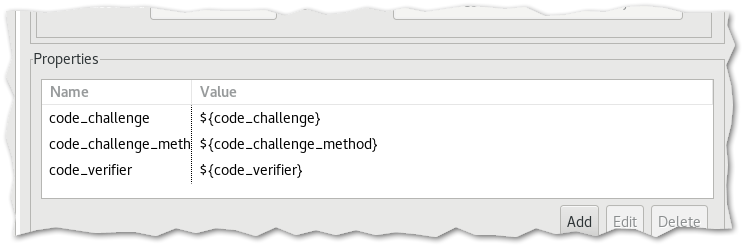 Properties
Name Value
code_challenge ${code_challenge}
code_challenge_meth ${code_challenge_method}
code_verifier ${code_verifier}
Add Edit Delete